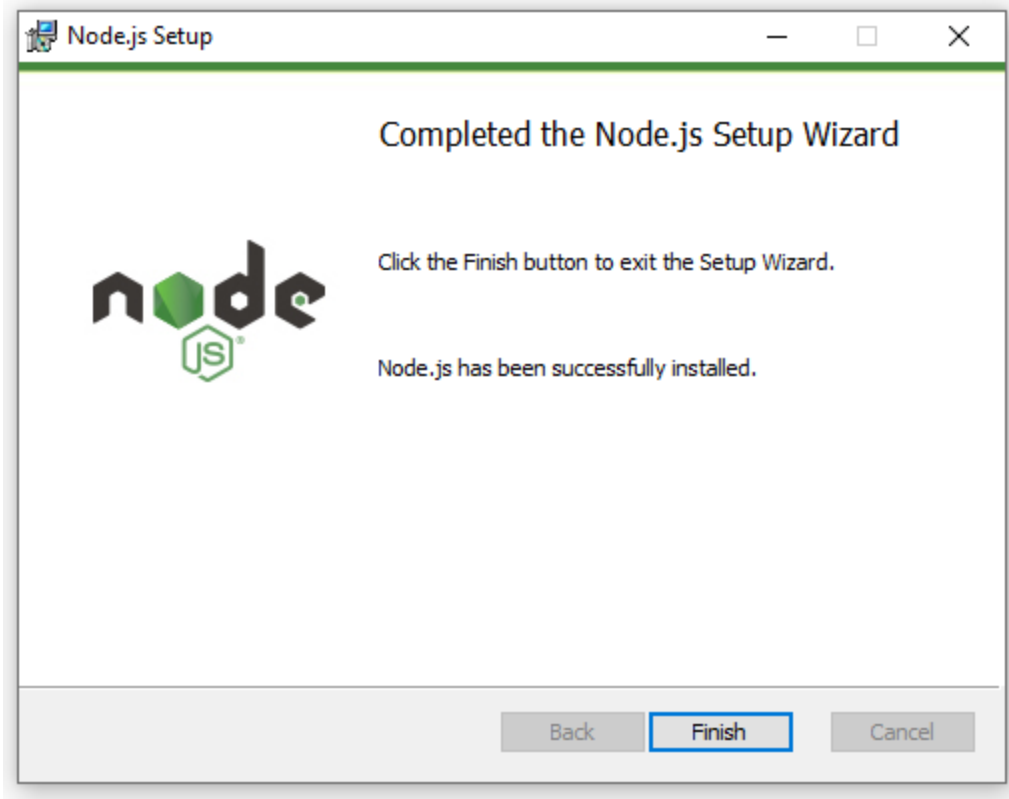 Node.js Setup
Completed the Node.js Setup Wizard
Click the Finish button to exit the Setup Wizard.
node
JS®
Node.js has been successfully installed.
Back
Finish
Cancel